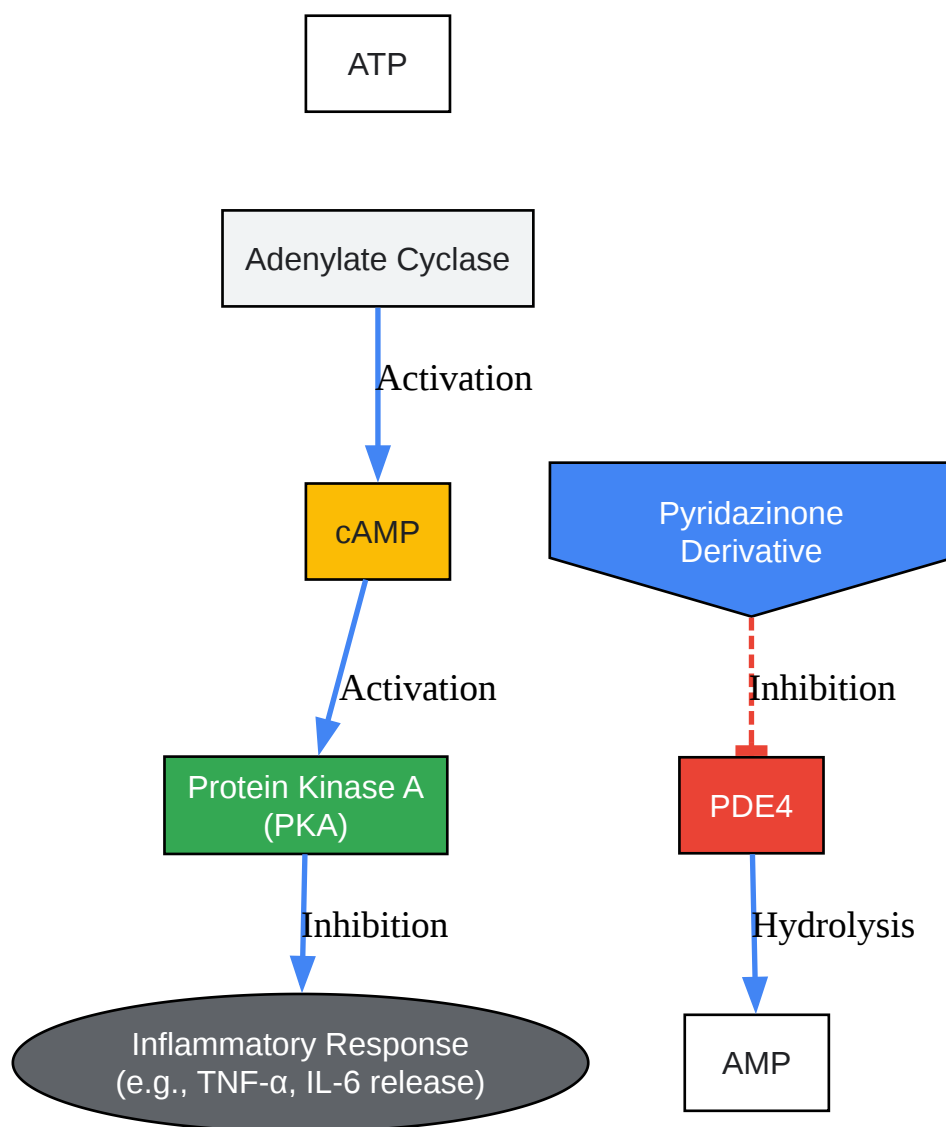 ATP
Adenylate Cyclase
Activation
cAMP
Pyridazinone
Derivative
Activation
Inhibition
Protein Kinase A
(PKA)
PDE4
Inhibition
Hydrolysis
Inflammatory Response
(e.g., TNF-α, IL-6 release)
AMP